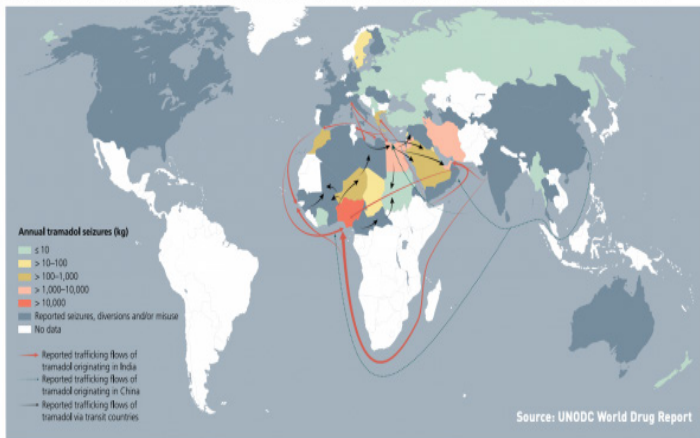 Annual tramadol seizures (kg)
≤ 10
> 10–100
> 100–1,000
> 1,000–10,000
> 10,000
Reported seizures, diversions and/or misuse
No data
Reported trafficking flows of
tramadol originating in India
Reported trafficking flows of
tramadol originating in China
Reported trafficking flows of
tramadol via transit countries
Source: UNODC World Drug Report